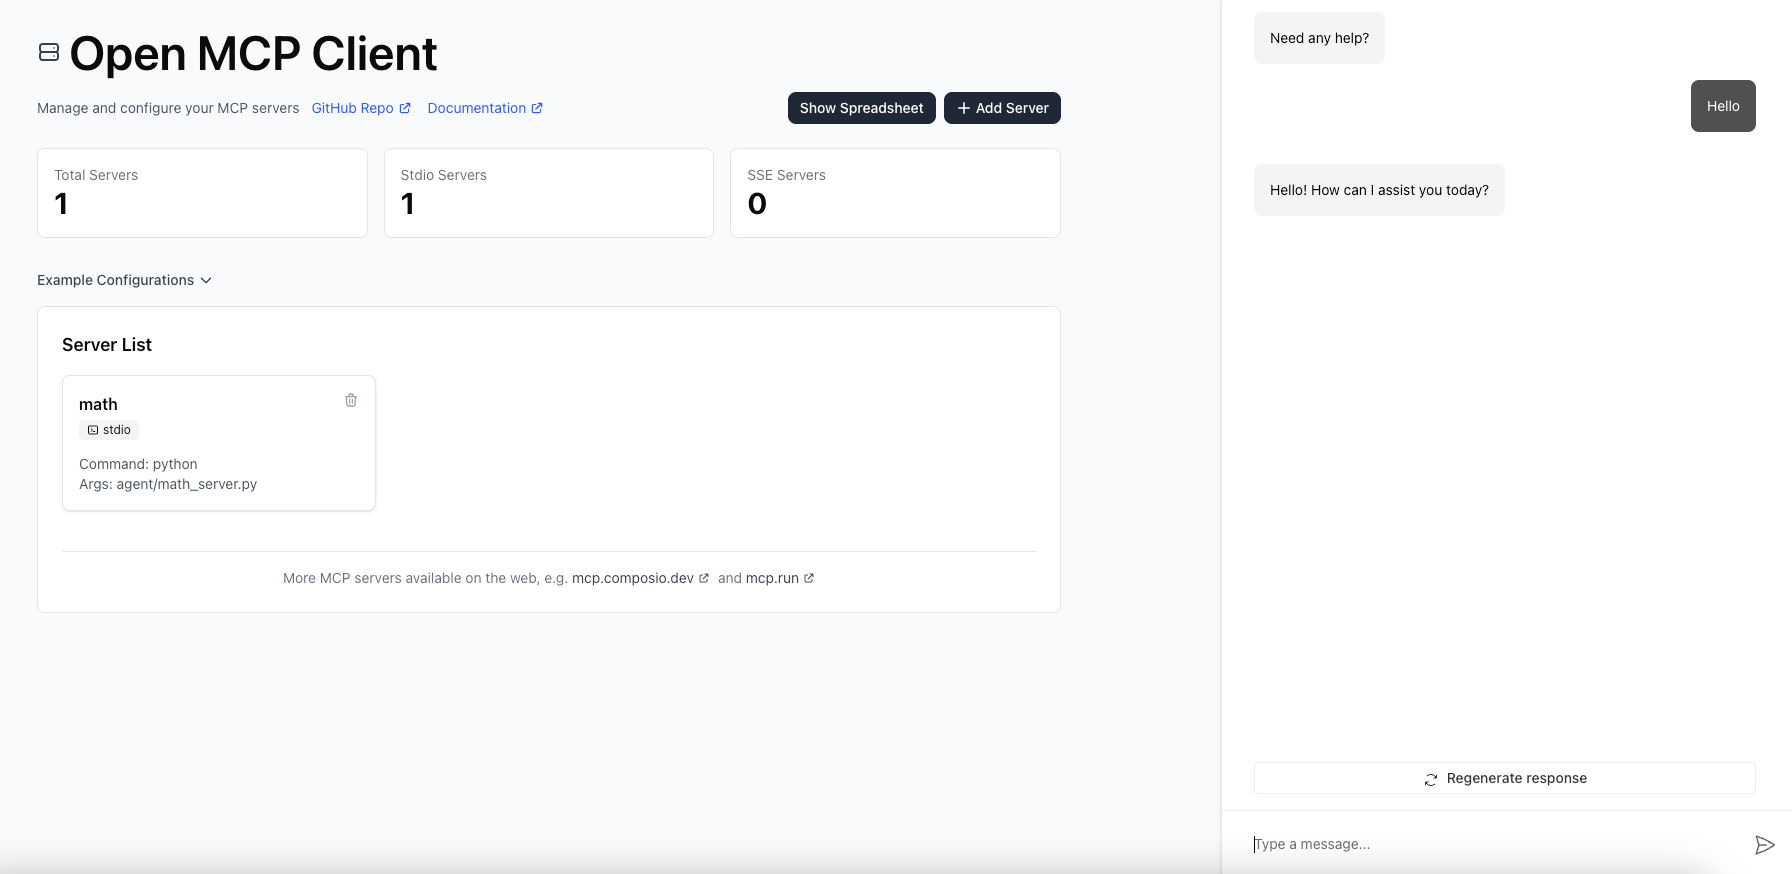 Open MCP Client
Manage and configure your MCP servers GitHub Repo Documentation
Show Spreadsheet
+ Add Server
Total Servers
1
Stdio Servers
1
SSE Servers
0
Example Configurations
Server List
math
stdio
Command: python
Args: agent/math_server.py
More MCP servers available on the web, e.g. mcp.composio.dev and mcp.run
Need any help?
Hello
Hello! How can I assist you today?
Regenerate response
Type a message...